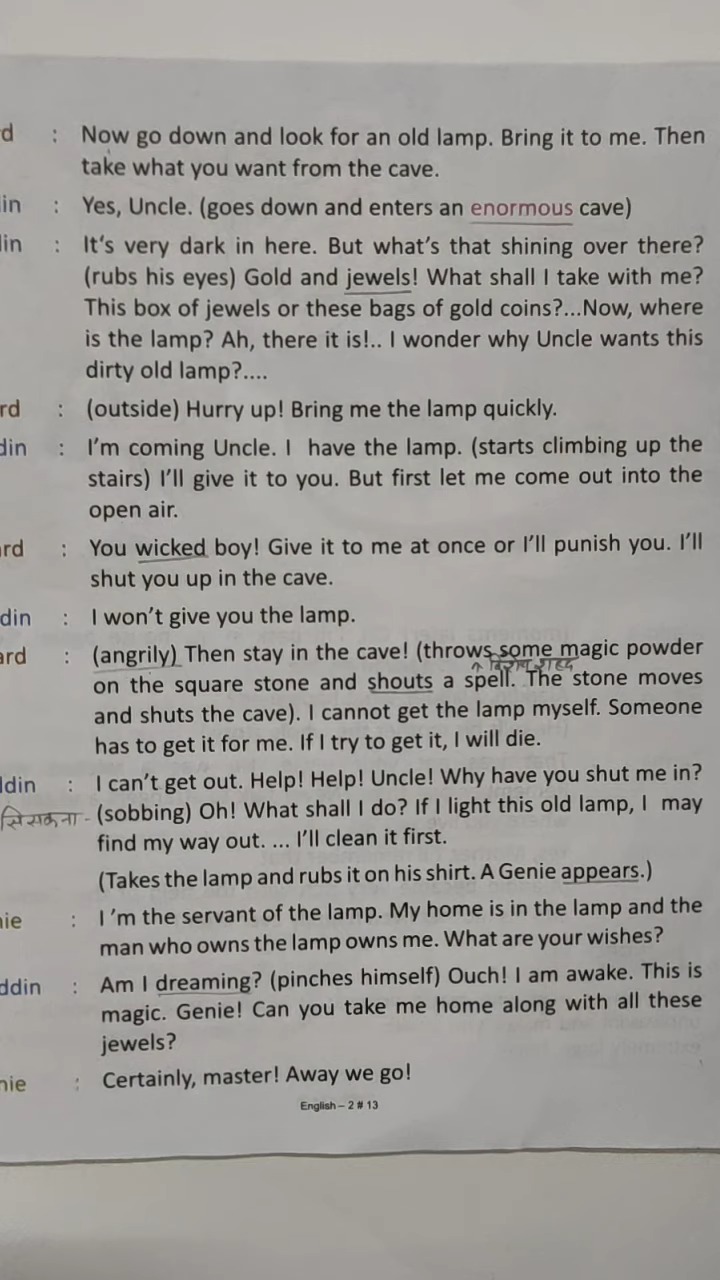 d : Now go down and look for an old lamp. Bring it to me. Then
take what you want from the cave.
in : Yes, Uncle. (goes down and enters an enormous cave)
lin : It's very dark in here. But what's that shining over there?
(rubs his eyes) Gold and jewels! What shall I take with me?
This box of jewels or these bags of gold coins?...Now, where
is the lamp? Ah, there it is!.. I wonder why Uncle wants this
dirty old lamp?....
rd : (outside) Hurry up! Bring me the lamp quickly.
din : I'm coming Uncle. I have the lamp. (starts climbing up the
stairs) I'll give it to you. But first let me come out into the
open air.
ard : You wicked boy! Give it to me at once or I'll punish you. I'll
shut you up in the cave.
din : I won't give you the lamp.
ard : (angrily) Then stay in the cave! (throws some magic powder
on the square stone and shouts a spell. The stone moves
and shuts the cave). I cannot get the lamp myself. Someone
has to get it for me. If I try to get it, I will die.
ddin : I can't get out. Help! Help! Uncle! Why have you shut me in?
सिसकना - (sobbing) Oh! What shall I do? If I light this old lamp, I may
find my way out. ... I'll clean it first.
(Takes the lamp and rubs it on his shirt. A Genie appears.)
nie : I 'm the servant of the lamp. My home is in the lamp and the
man who owns the lamp owns me. What are your wishes?
ddin : Am I dreaming? (pinches himself) Ouch! I am awake. This is
magic. Genie! Can you take me home along with all these
jewels?
nie : Certainly, master! Away we go!
English – 2 # 13